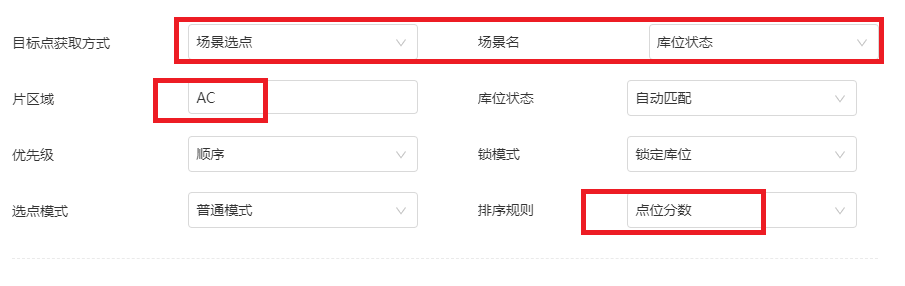 目标点获取方式 场景选点 场景名 库位状态
片区域 AC 库位状态 自动匹配
优先级 顺序 锁模式 锁定库位
选点模式 普通模式 排序规则 点位分数